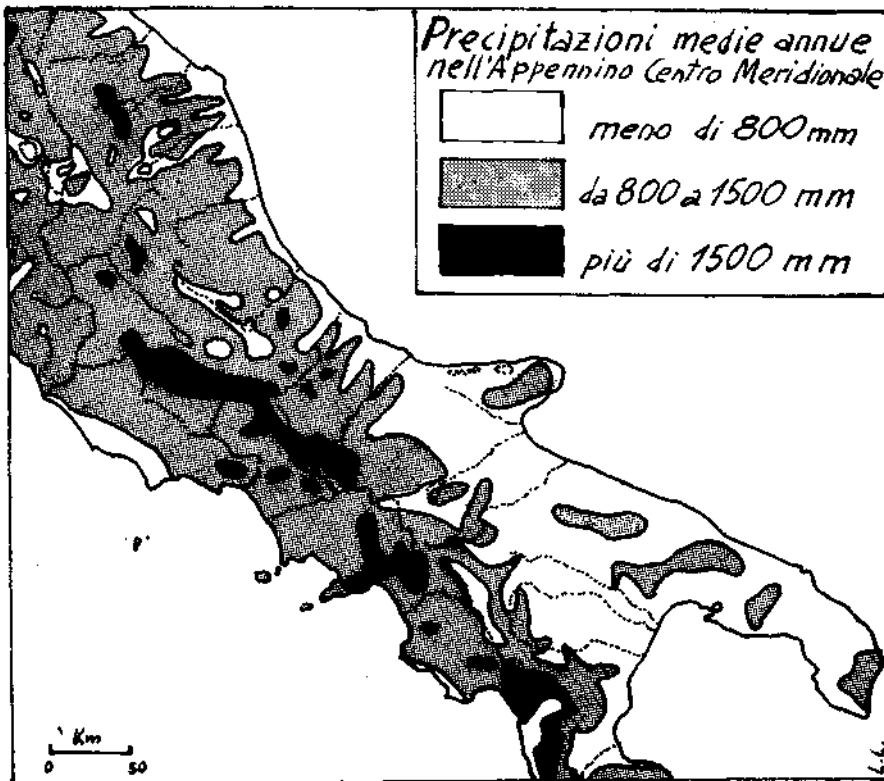 Precipitazioni medie annue
nell'Appennino Centro Meridionale
meno di 800 mm
da 800 a 1500 mm
più di 1500 mm
Km
0 50